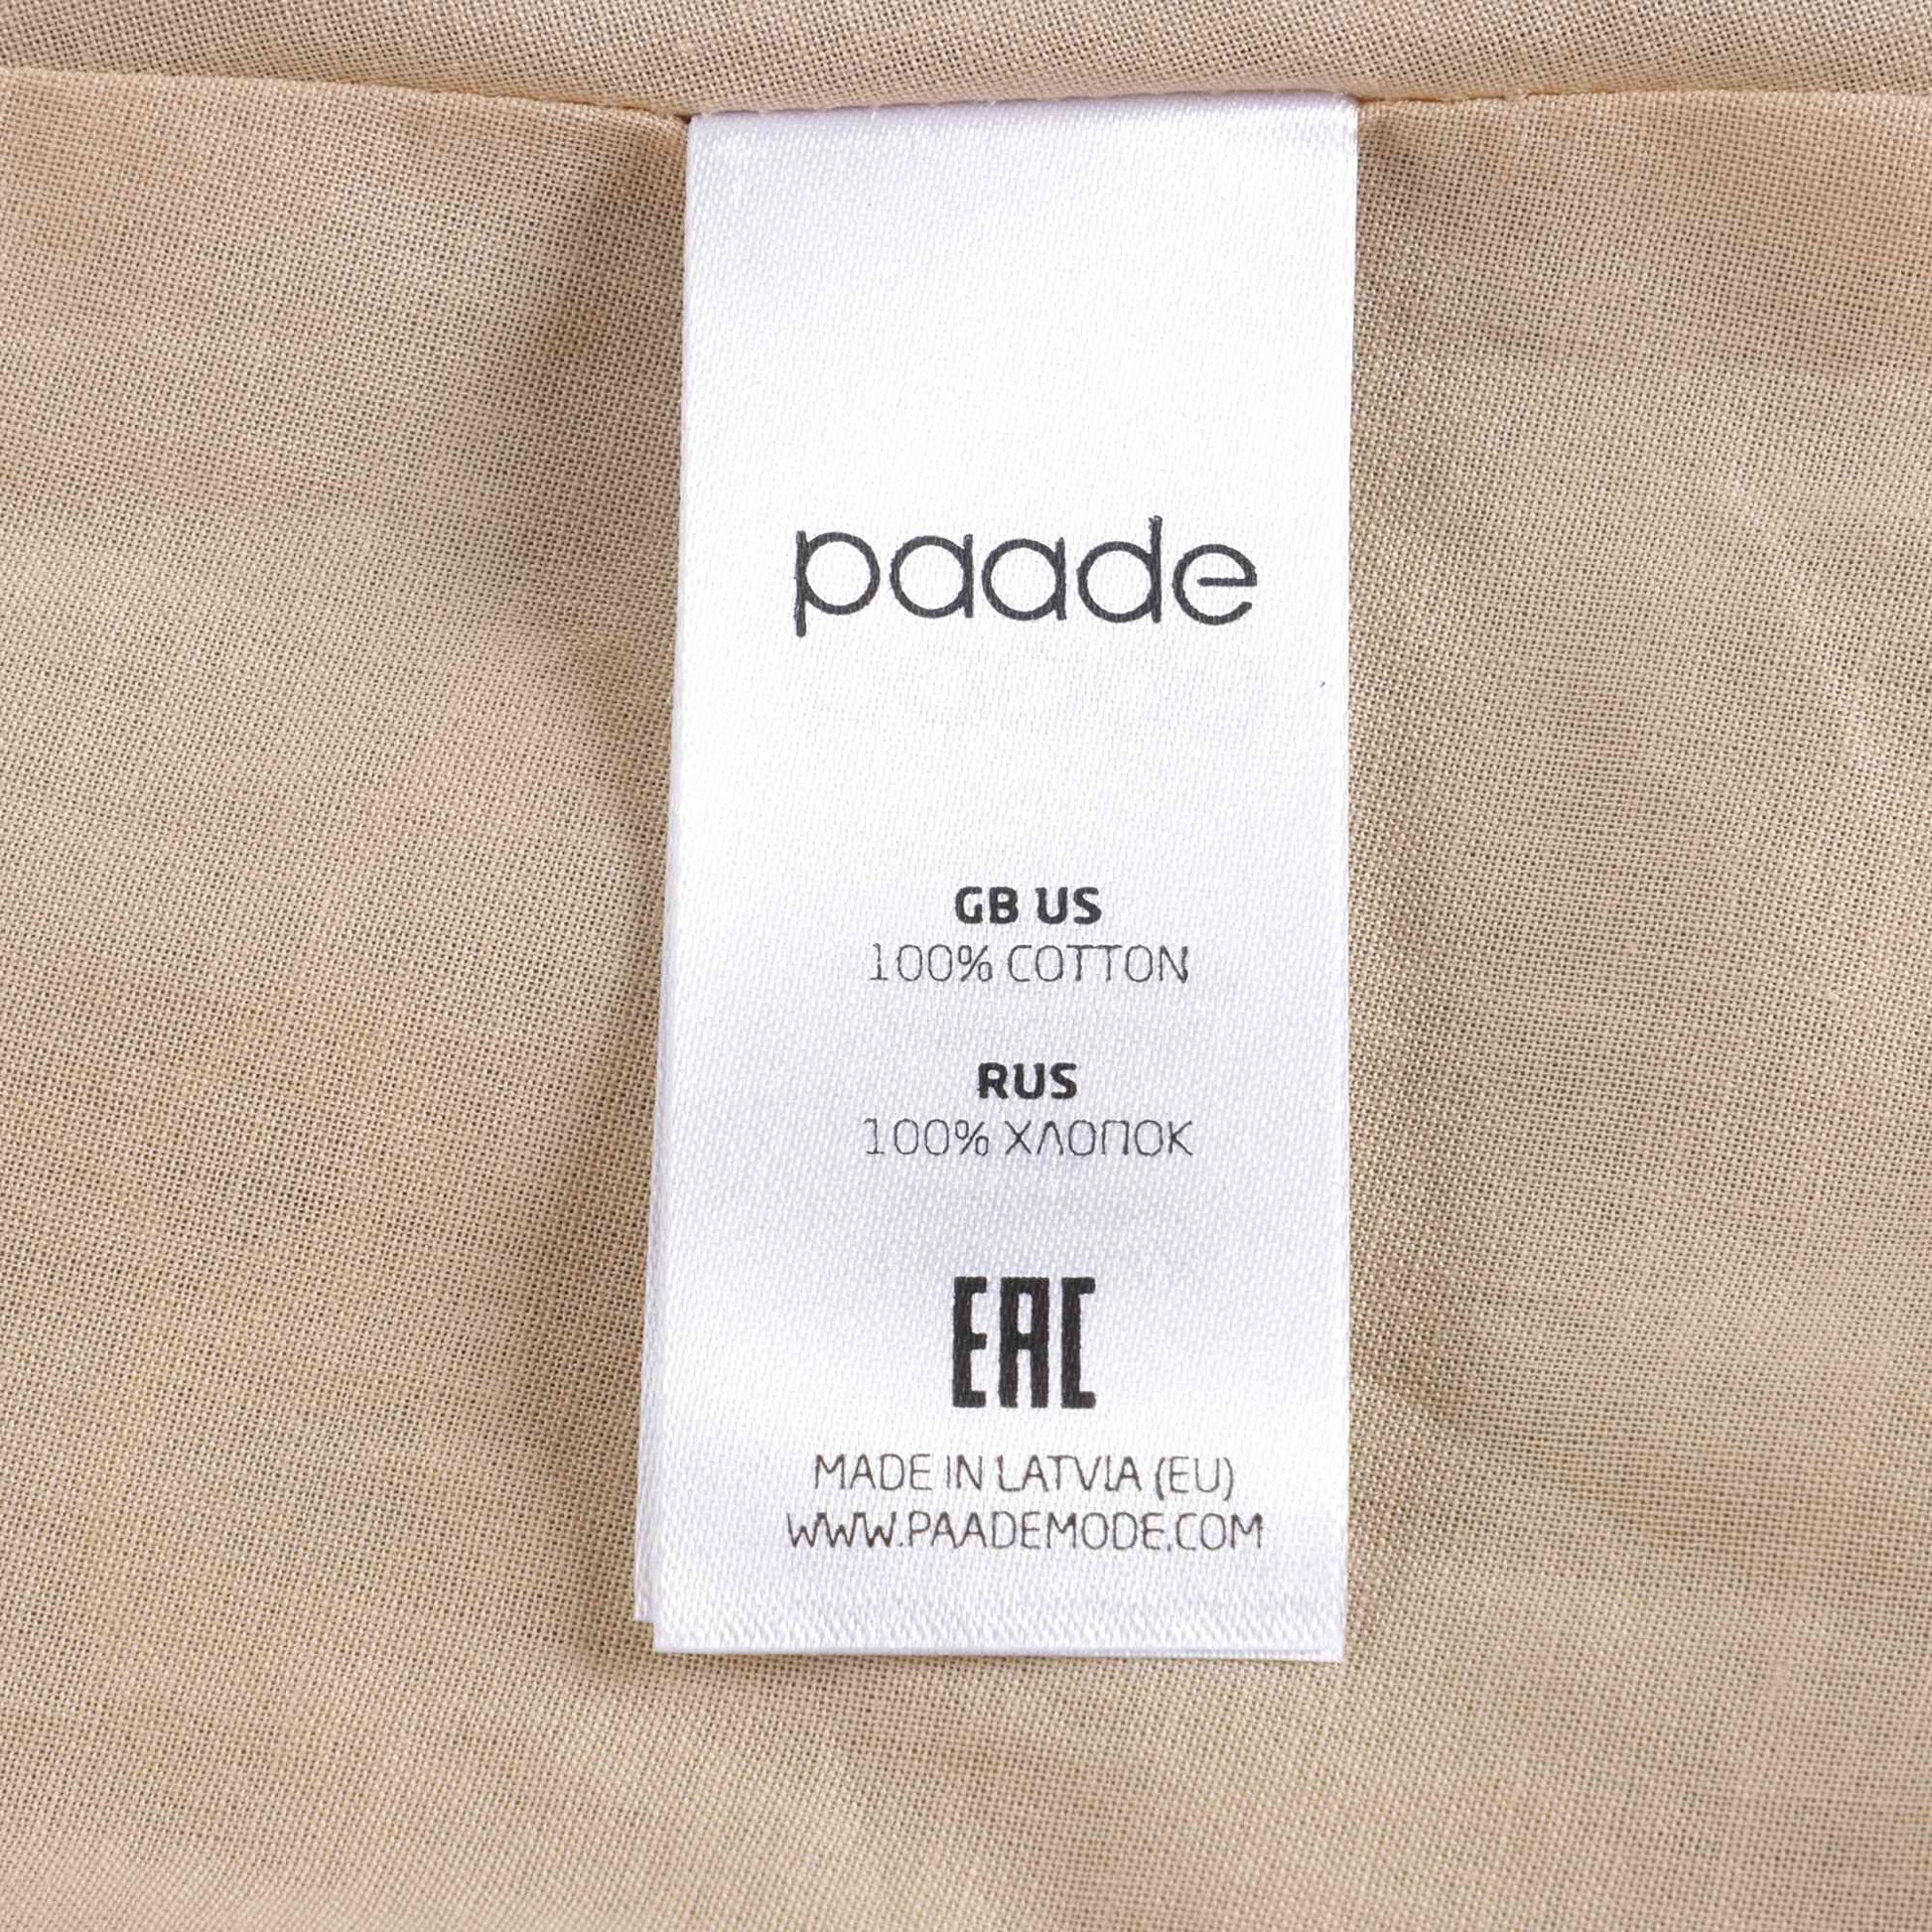 paade
GB US
100% COTTON
RUS
100% ХЛОПОК
EAC
MADE IN LATVIA (EU)
WWW.PAADEMODE.COM